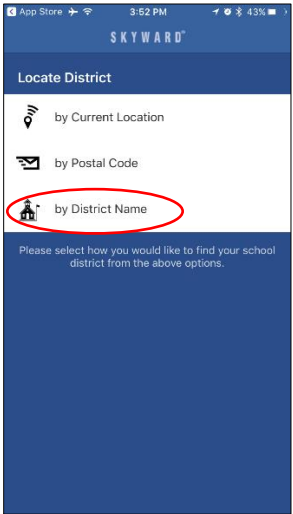 App Store 3:52 PM 43%
SKYWARD
Locate District
by Current Location
by Postal Code
by District Name
Please select how you would like to find your school
district from the above options.